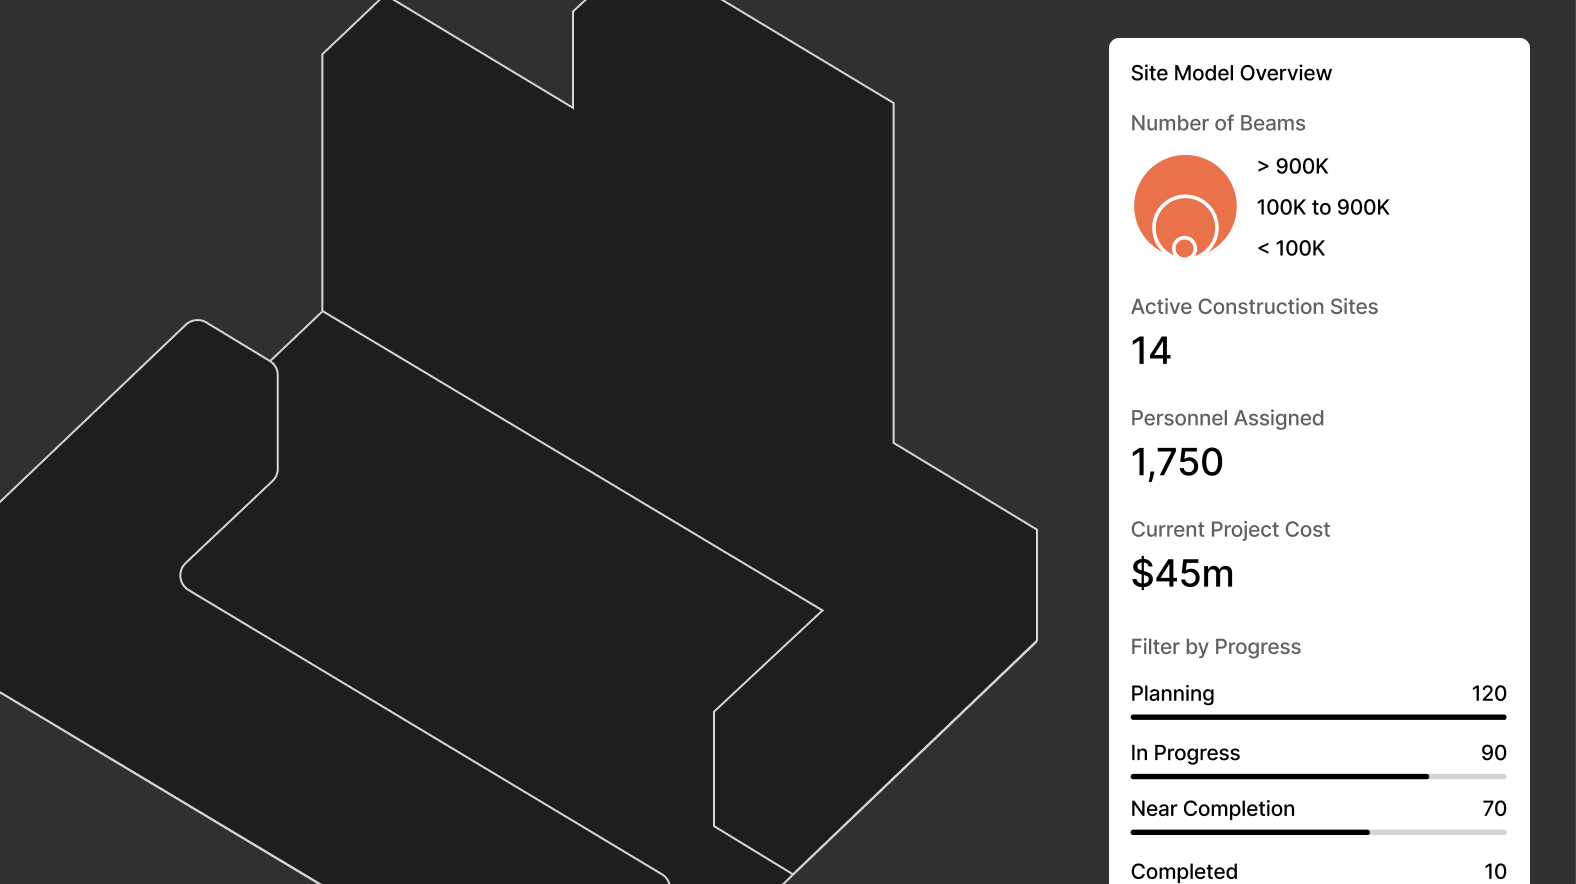 Site Model Overview
Number of Beams
> 900K
100K to 900K
< 100K
Active Construction Sites
14
Personnel Assigned
1,750
Current Project Cost
$45m
Filter by Progress
Planning 120
In Progress 90
Near Completion 70
Completed 10